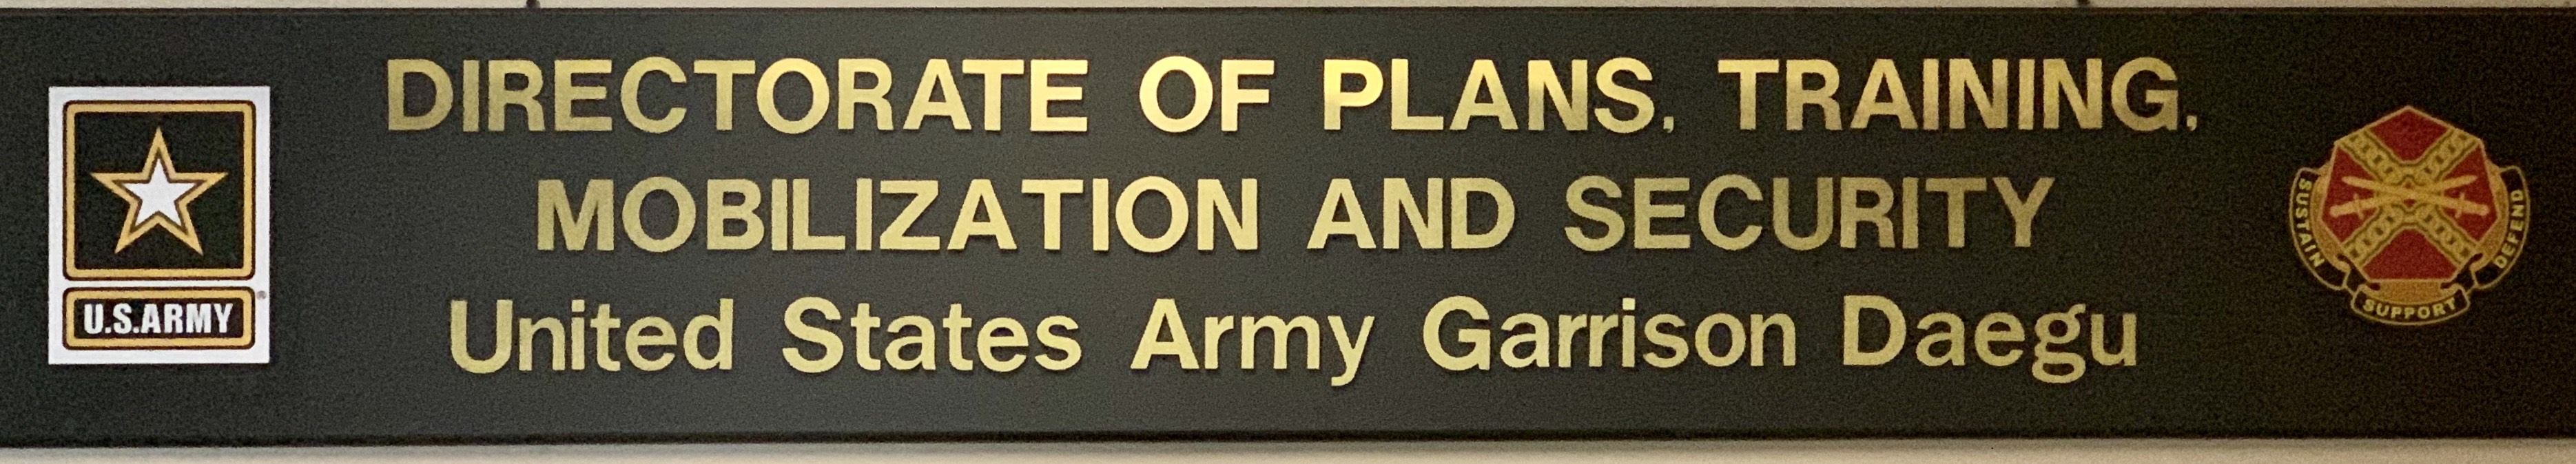 DIRECTORATE OF PLANS, TRAINING,
MOBILIZATION AND SECURITY
United States Army Garrison Daegu
U.S.ARMY
SUSTAIN
SUPPORT
DEFEND